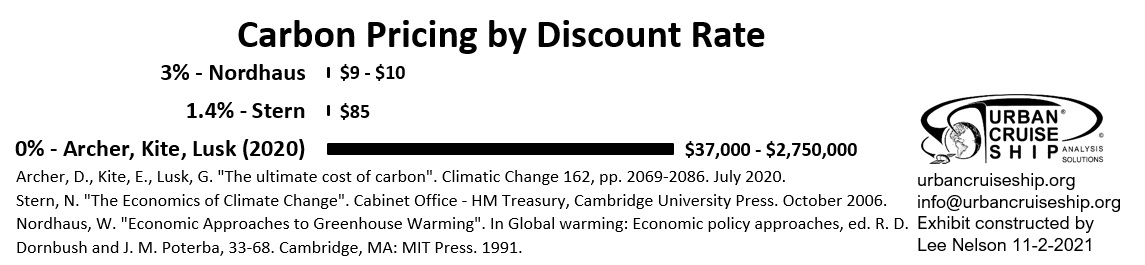 Carbon Pricing by Discount Rate
3% - Nordhaus $9 - $10
1.4% - Stern $85
0% - Archer, Kite, Lusk (2020) $37,000 - $2,750,000
Archer, D., Kite, E., Lusk, G. "The ultimate cost of carbon". Climatic Change 162, pp. 2069-2086. July 2020.
Stern, N. "The Economics of Climate Change". Cabinet Office - HM Treasury, Cambridge University Press. October 2006.
Nordhaus, W. "Economic Approaches to Greenhouse Warming". In Global warming: Economic policy approaches, ed. R. D.
Dornbush and J. M. Poterba, 33-68. Cambridge, MA: MIT Press. 1991.
URBAN®
CRUISE ©
SHIP ANALYSIS
SOLUTIONS
urbancruiseship.org
info@urbancruiseship.org
Exhibit constructed by
Lee Nelson 11-2-2021